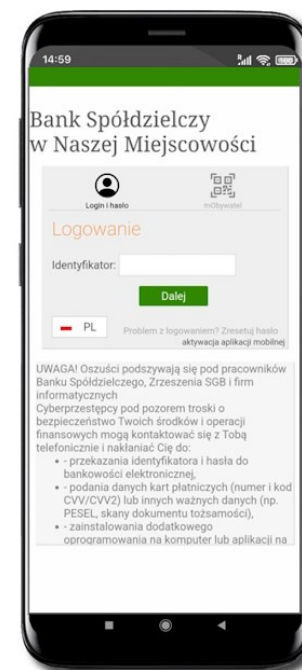 14:59
Bank Spółdzielczy
w Naszej Miejscowości
Login i hasło
mObywatel
Logowanie
Identyfikator:
Dalej
PL
Problem z logowaniem? Zresetuj hasło
aktywacja aplikacji mobilnej
UWAGA! Oszuści podszywają się pod pracowników
Banku Spółdzielczego, Zrzeszenia SGB i firm
informatycznych
Cyberprzestępcy pod pozorem troski o
bezpieczeństwo Twoich środków i operacji
finansowych mogą kontaktować się z Tobą
telefonicznie i nakłaniać Cię do:
- przekazania identyfikatora i hasła do
bankowości elektronicznej,
- podania danych kart płatniczych (numer i kod
CVV/CVV2) lub innych ważnych danych (np.
PESEL, skany dokumentu tożsamości),
- zainstalowania dodatkowego
oprogramowania na komputer lub aplikacji na